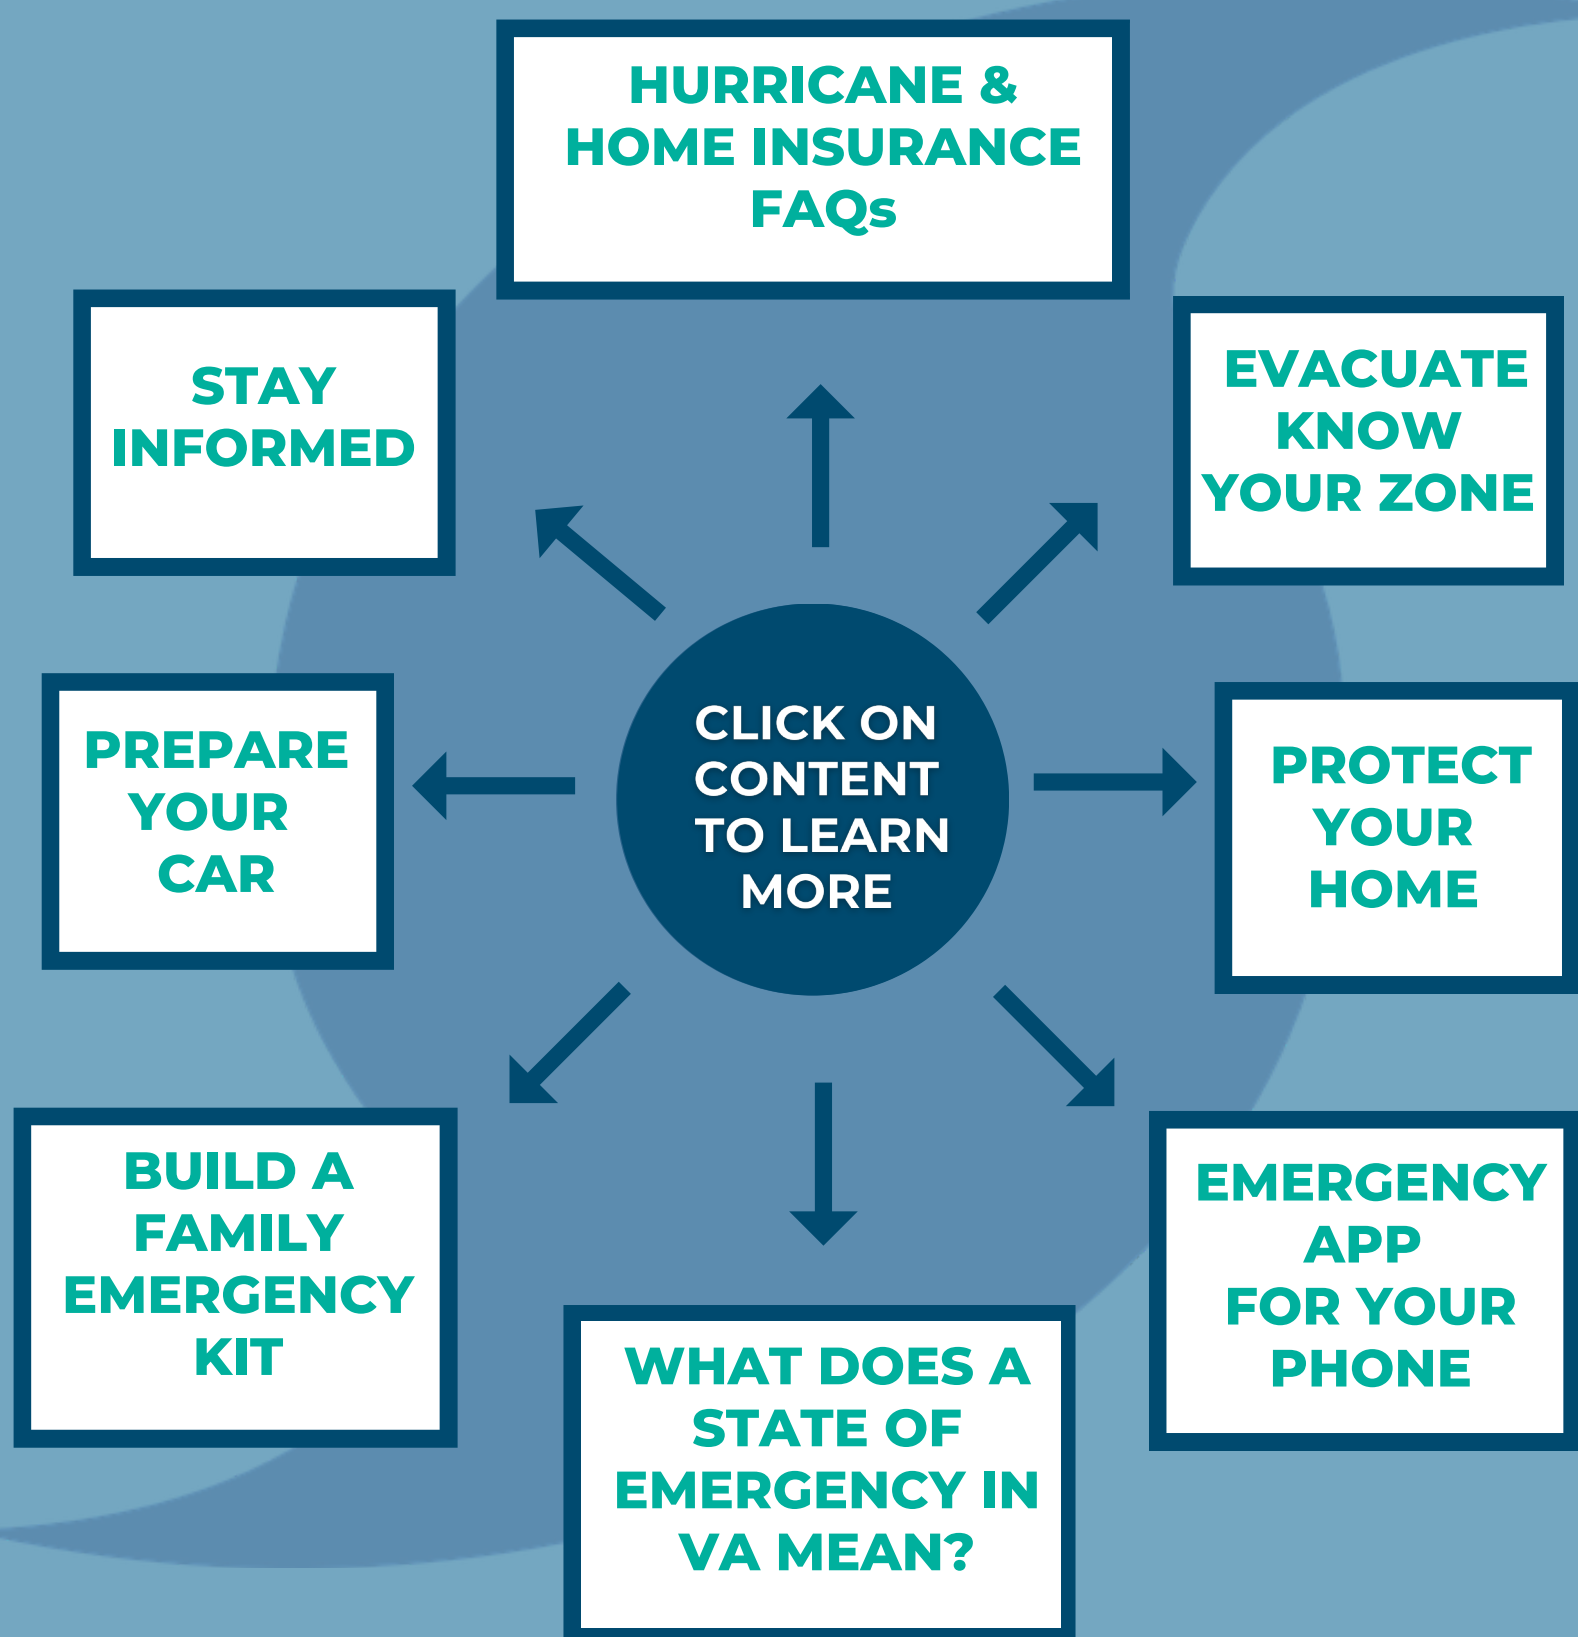 HURRICANE &
HOME INSURANCE
FAQs
STAY
INFORMED
EVACUATE
KNOW
YOUR ZONE
PREPARE
YOUR
CAR
CLICK ON
CONTENT
TO LEARN
MORE
PROTECT
YOUR
HOME
BUILD A
FAMILY
EMERGENCY
KIT
WHAT DOES A
STATE OF
EMERGENCY IN
VA MEAN?
EMERGENCY
APP
FOR YOUR
PHONE